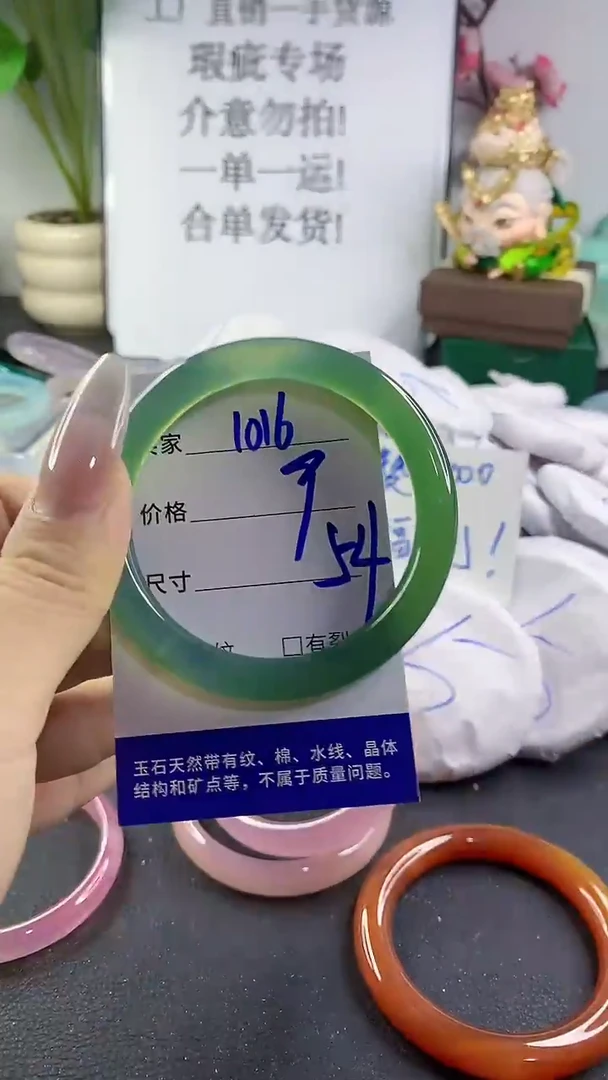 直销一手货源
瑕疵专场
介意勿拍!
一单一运!
合单发货!
家 1016
价格
尺寸 54
纹 □有裂
玉石天然带有纹、棉、水线、晶体
结构和矿点等，不属于质量问题。